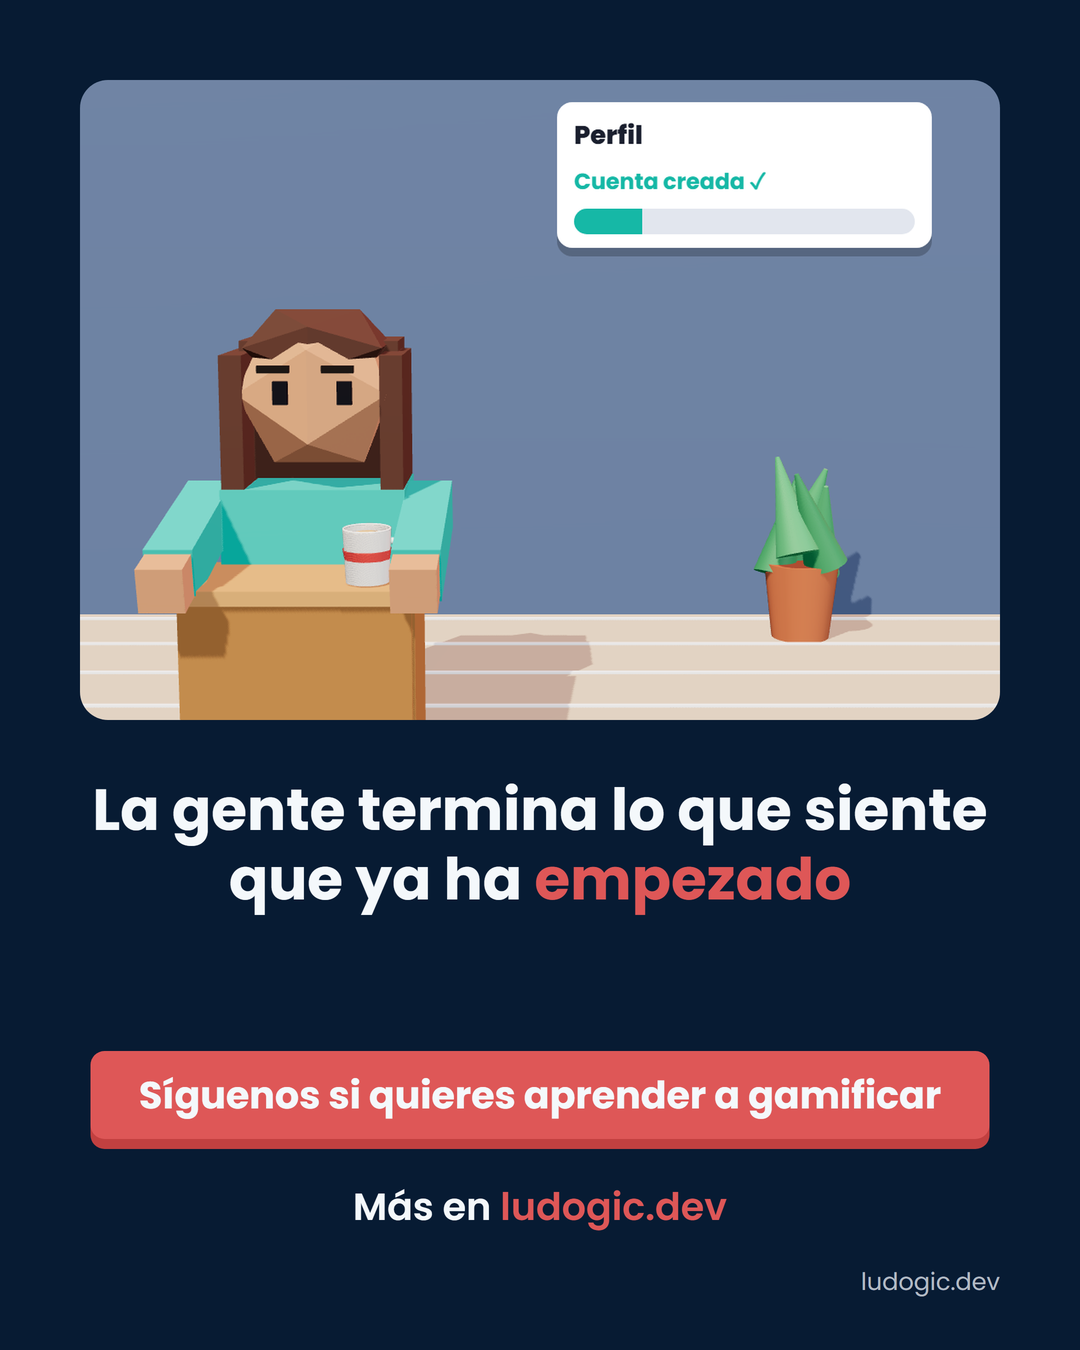 Perfil
Cuenta creada ✓
La gente termina lo que siente
que ya ha empezado
Síguenos si quieres aprender a gamificar
Más en ludogic.dev
ludogic.dev